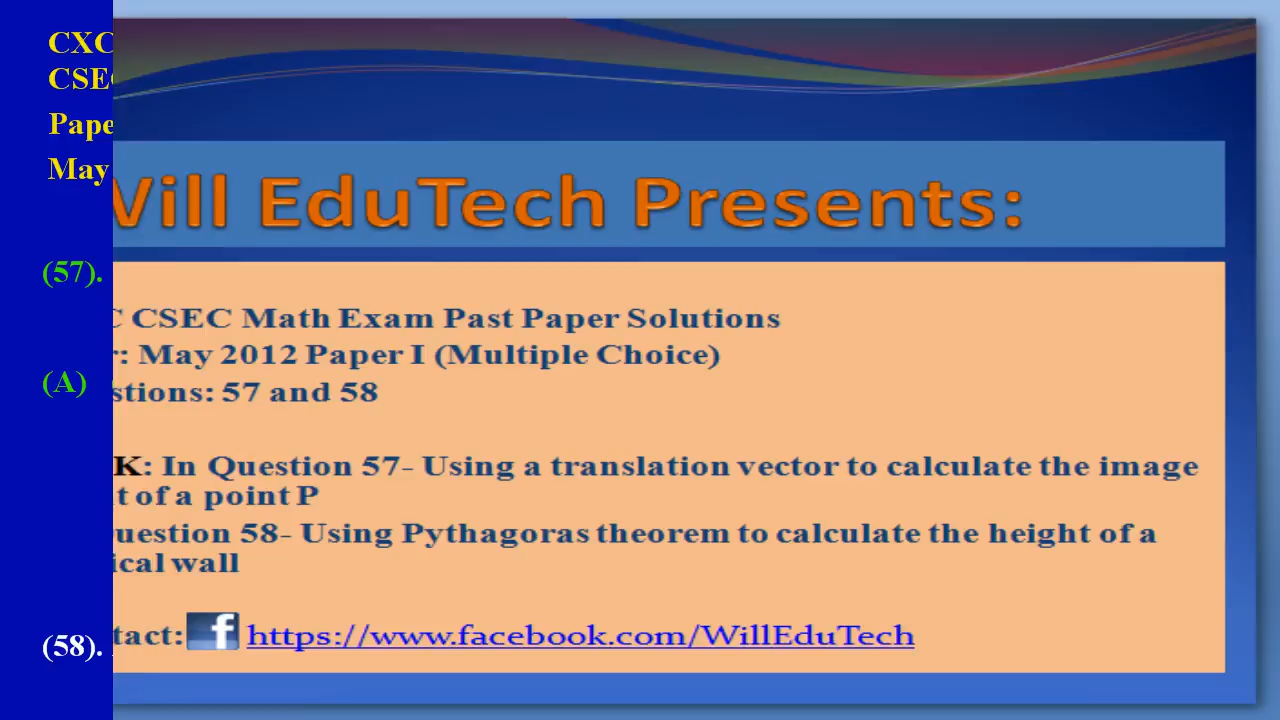 CXC
CSEC
Pape
May
Will EduTech Presents:
(57).
C CSEC Math Exam Past Paper Solutions
r: May 2012 Paper I (Multiple Choice)
stions: 57 and 58
(A)
K: In Question 57- Using a translation vector to calculate the image
t of a point P
uestion 58- Using Pythagoras theorem to calculate the height of a
ical wall
(58).
tact: f https://www.facebook.com/WillEduTech